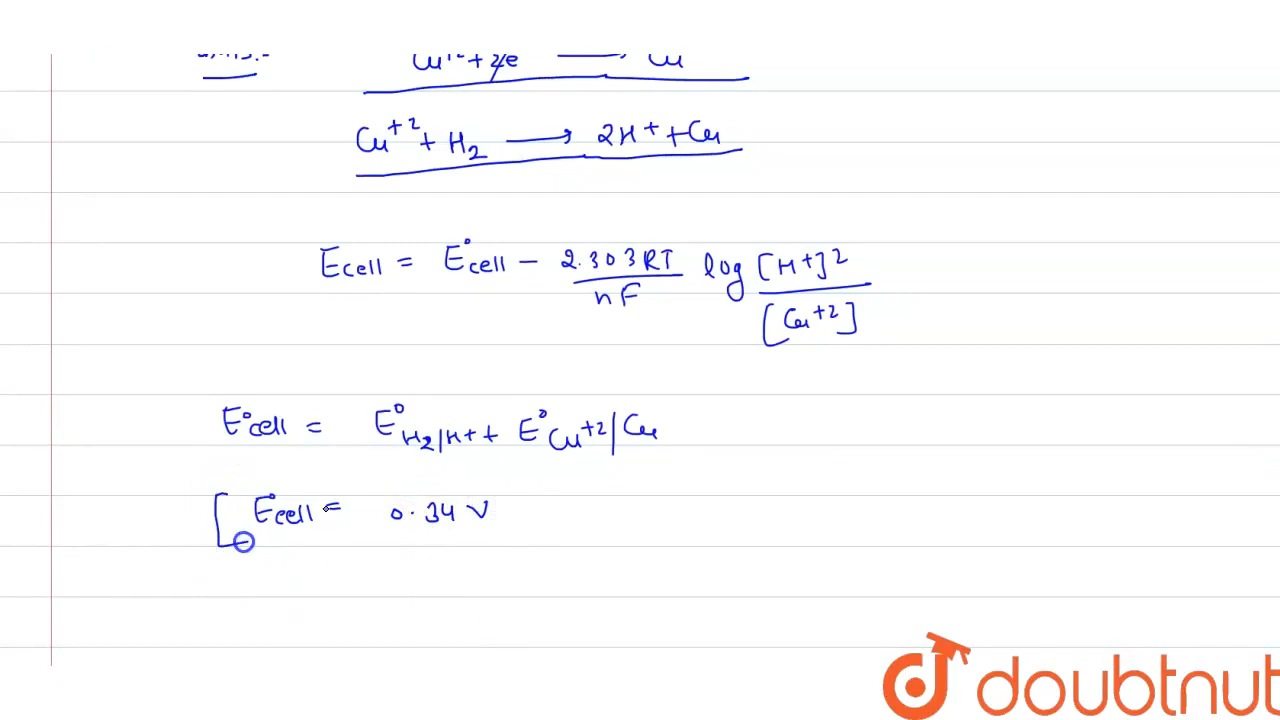 Cu+2 + 2e ⟶ Cu
Cu+2 + H2 ⟶ 2H+ + Cu
Ecell = E°cell − 2.303RT/nF log [H+]2/[Cu+2]
E°cell = E°H2/H+ + E°Cu+2/Cu
E°cell = 0.34 V
doubtnut